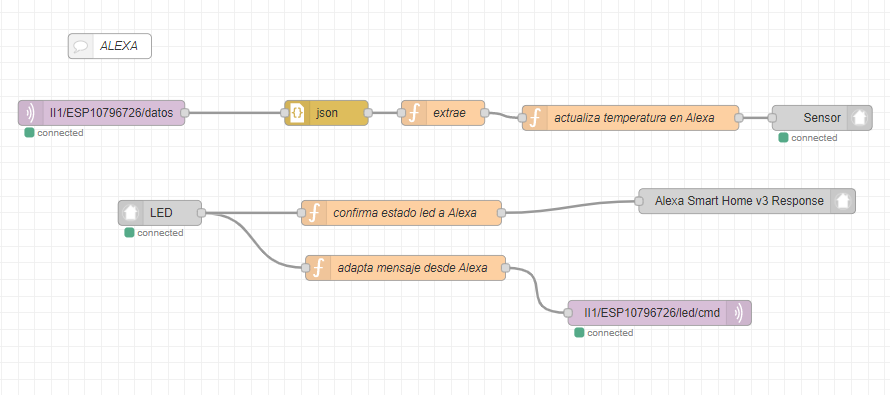 ALEXA
II1/ESP10796726/datos
json
extrae
actualiza temperatura en Alexa
Sensor
connected
connected
LED
confirma estado led a Alexa
Alexa Smart Home v3 Response
connected
adapta mensaje desde Alexa
II1/ESP10796726/led/cmd
connected